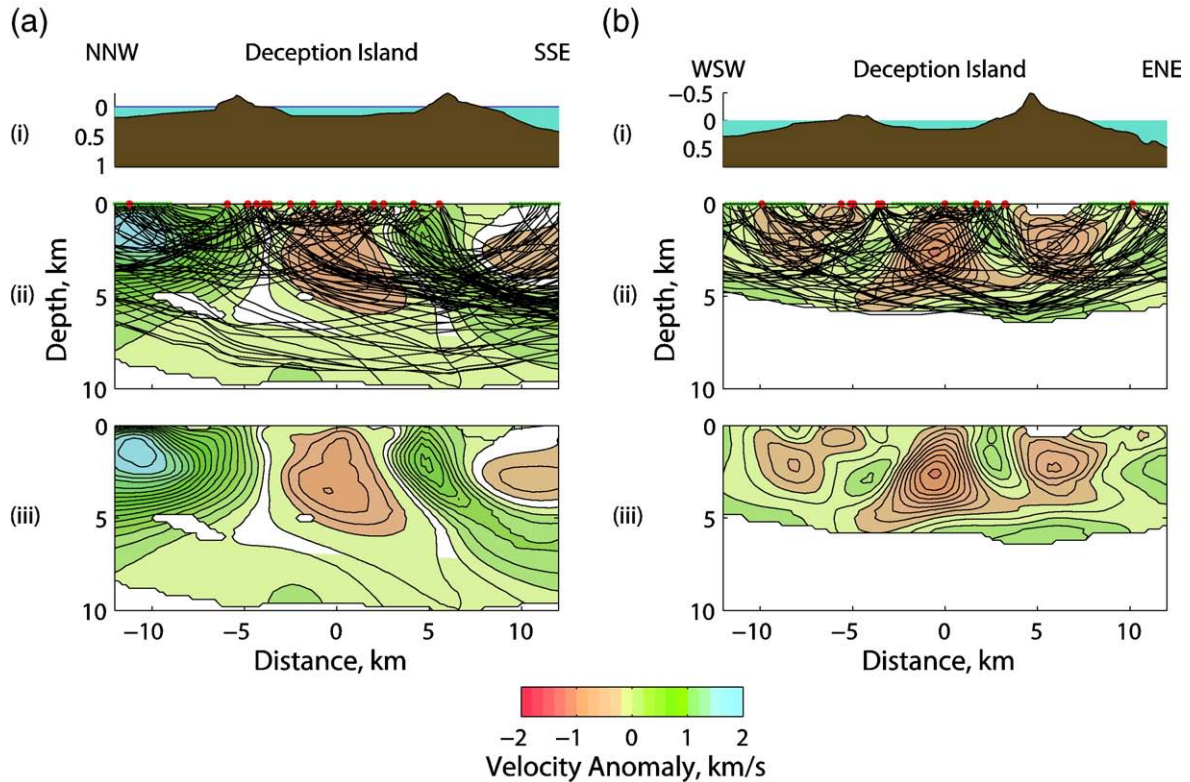 (a)
NNW Deception Island SSE
(i)
0
0.5
1
(ii)
Depth, km
0
5
10
(iii)
0
5
10
−10 −5 0 5 10
Distance, km
(b)
WSW Deception Island ENE
(i)
−0.5
0
0.5
(ii)
Depth, km
0
5
10
(iii)
0
5
10
−10 −5 0 5 10
Distance, km
−2 −1 0 1 2
Velocity Anomaly, km/s